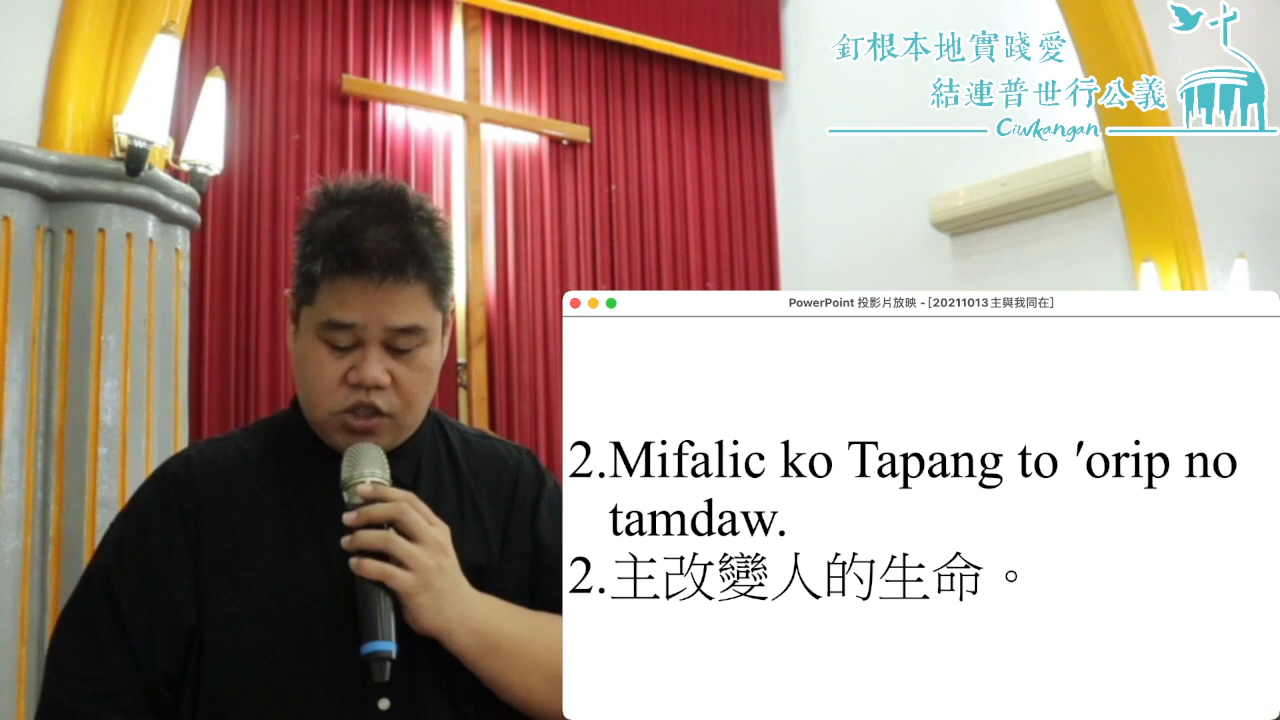 釘根本地實踐愛
結連普世行公義
Ciwkangan
PowerPoint 投影片放映 - [20211013主與我同在]
2.Mifalic ko Tapang to 'orip no
tamdaw.
2.主改變人的生命。